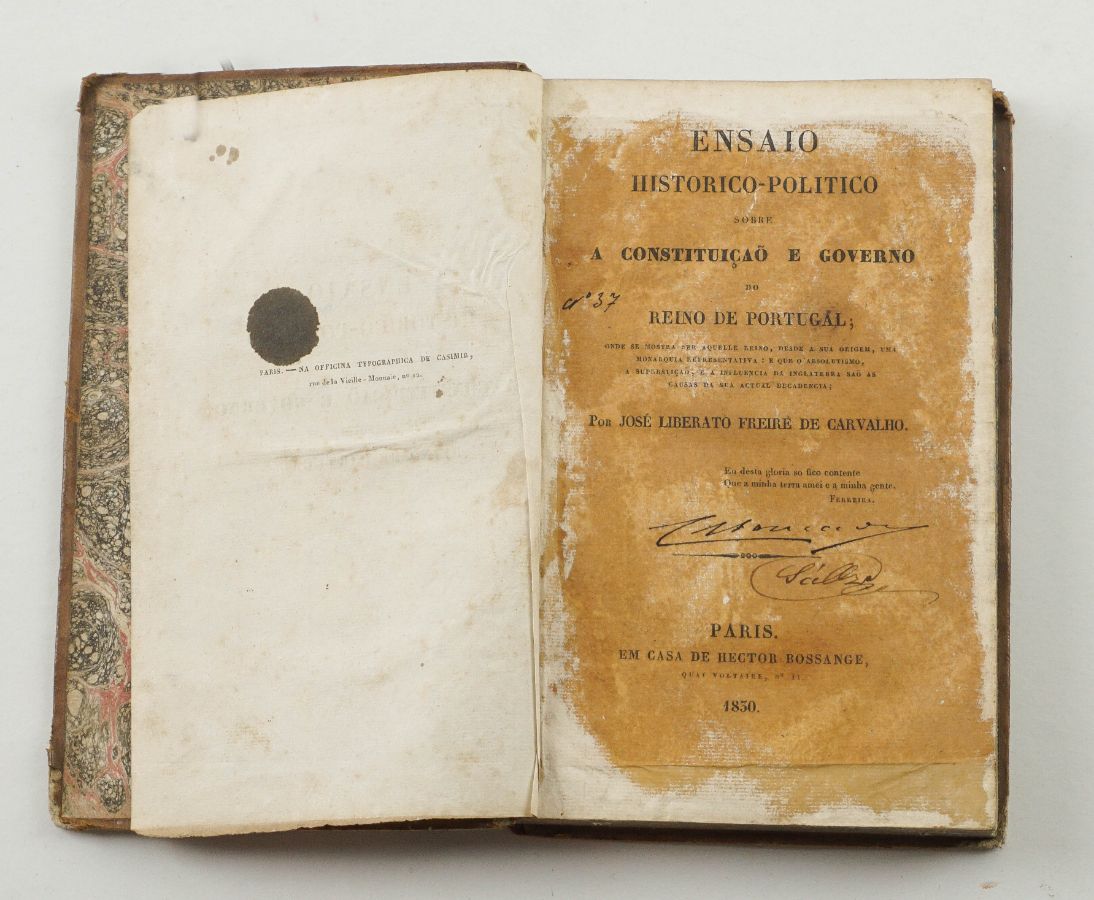 PARIS. — NA OFFICINA TYPOGRAPHICA DE CASIMIR,
rue de la Vieille-Monnaie, nº 12.
ENSAIO
HISTORICO-POLITICO
SOBRE
A CONSTITUIÇAÕ E GOVERNO
DO
REINO DE PORTUGAL;
ONDE SE MOSTRA SER AQUELLE REINO, DESDE A SUA ORIGEM, UMA
MONARQUIA REPRESENTATIVA: E QUE O ABSOLUTISMO,
A SUPERSTIÇAÕ, E A INFLUENCIA DA INGLATERRA SAÕ AS
CAUSAS DA SUA ACTUAL DECADENCIA;
nº 37
POR JOSÉ LIBERATO FREIRE DE CARVALHO.
Eu desta gloria so fico contente
Que a minha terra amei e a minha gente.
FERREIRA.
PARIS.
EM CASA DE HECTOR BOSSANGE,
QUAI VOLTAIRE, nº 11.
1830.